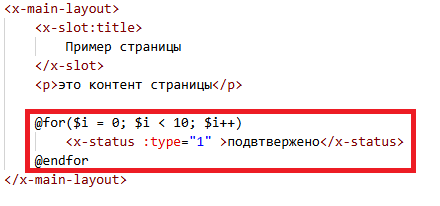 <x-main-layout>
<x-slot:title>
Пример страницы
</x-slot>
<p>это контент страницы</p>
@for($i = 0; $i < 10; $i++)
<x-status :type="1" >подвтвержено</x-status>
@endfor
</x-main-layout>